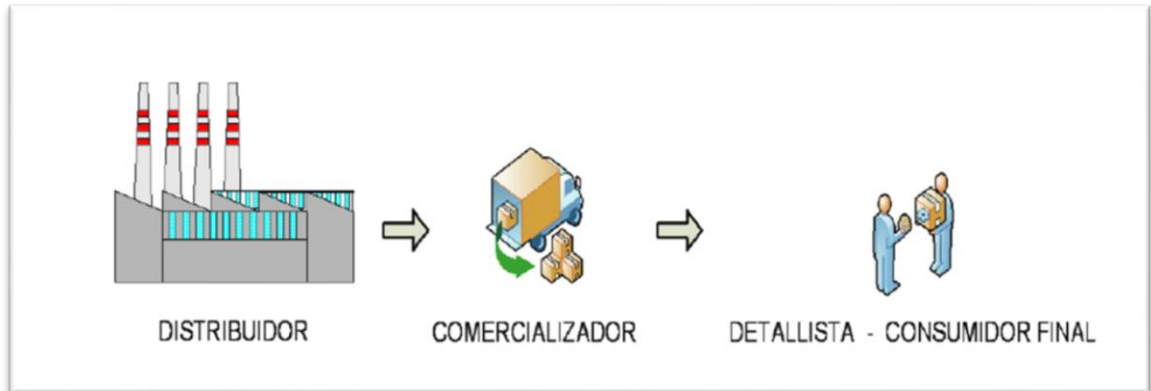 DISTRIBUIDOR
COMERCIALIZADOR
DETALLISTA - CONSUMIDOR FINAL